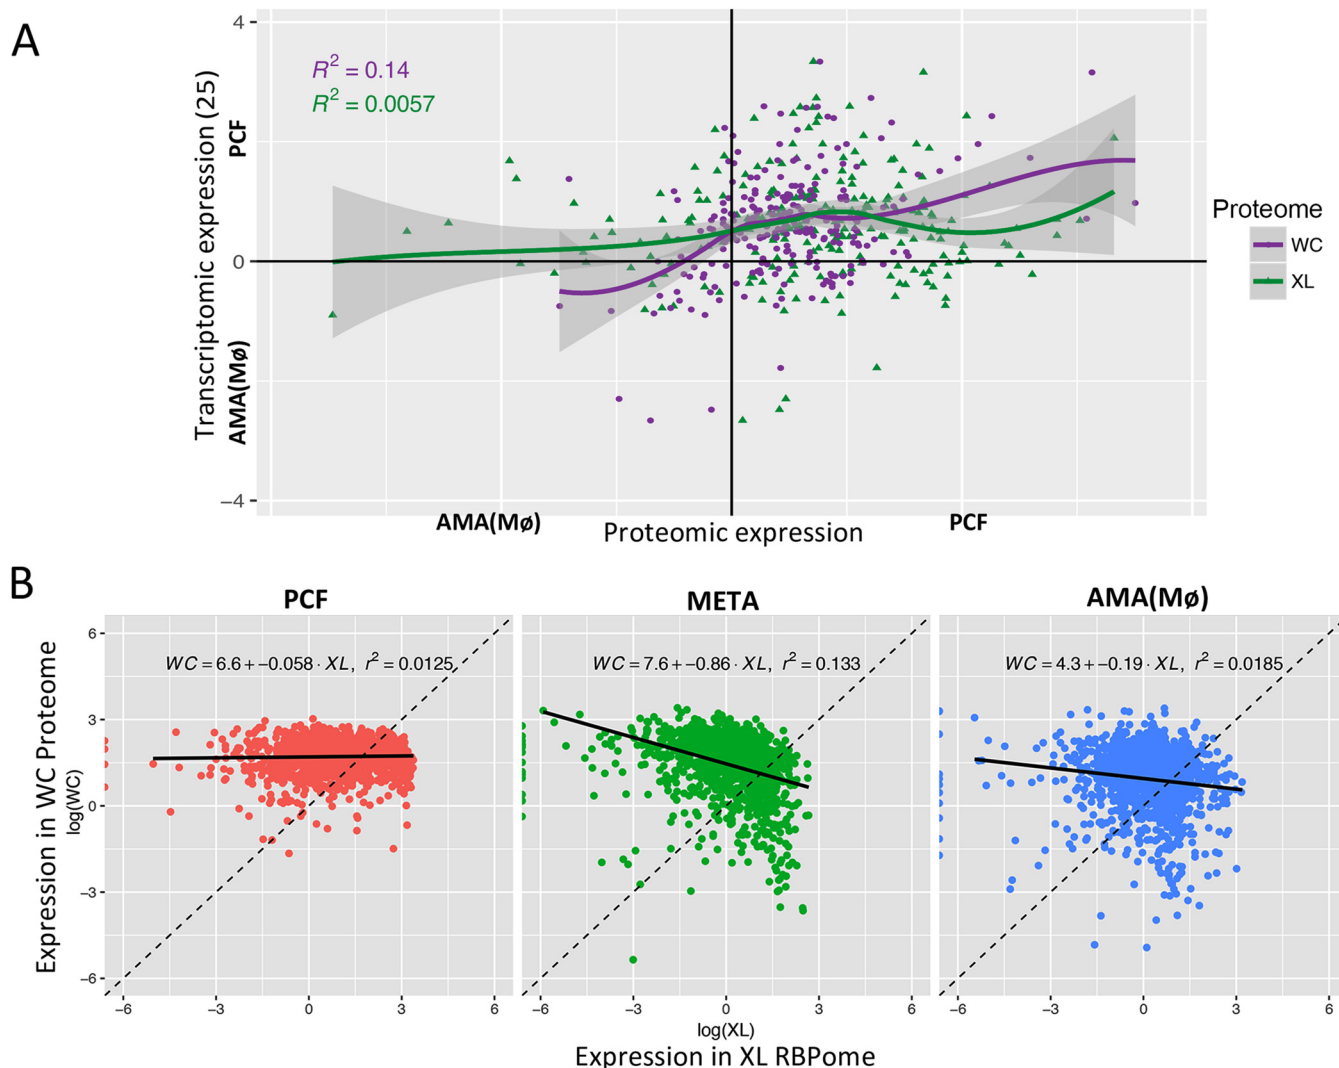 A
R² = 0.14
R² = 0.0057
4
0
−4
Transcriptomic expression (25)
PCF
AMA(Mø)
AMA(Mø)
PCF
Proteomic expression
Proteome
WC
XL
B
PCF
META
AMA(Mø)
WC = 6.6 + −0.058 · XL, r² = 0.0125
WC = 7.6 + −0.86 · XL, r² = 0.133
WC = 4.3 + −0.19 · XL, r² = 0.0185
Expression in WC Proteome
log(WC)
6
3
0
−3
−6
−6 −3 0 3 6
−6 −3 0 3 6
−6 −3 0 3 6
log(XL)
Expression in XL RBPome